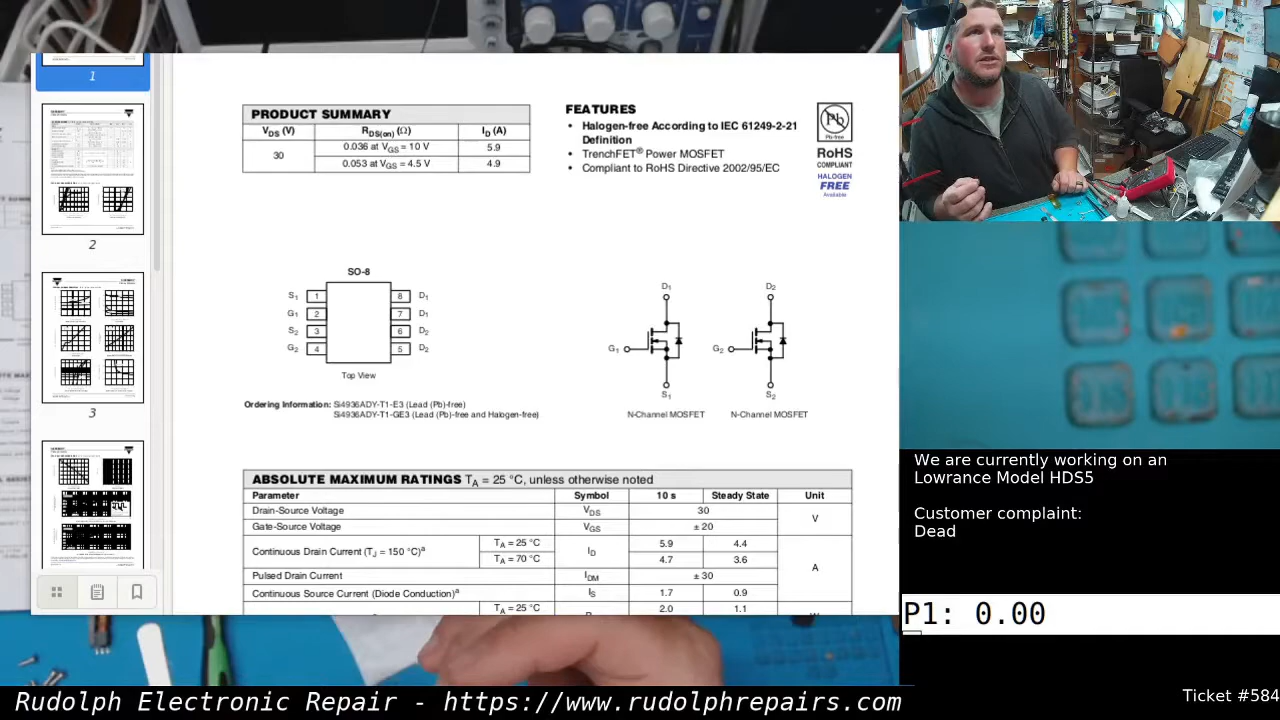 1
PRODUCT SUMMARY
VDS (V) RDS(on) (Ω) ID (A)
30 0.036 at VGS = 10 V 5.9
0.053 at VGS = 4.5 V 4.9
FEATURES
• Halogen-free According to IEC 61249-2-21
Definition
• TrenchFET® Power MOSFET
• Compliant to RoHS Directive 2002/95/EC
Pb
Pb-free
RoHS
COMPLIANT
HALOGEN
FREE
Available
2
SO-8
S1 1 8 D1
G1 2 7 D1
S2 3 6 D2
G2 4 5 D2
Top View
D1
G1
S1
N-Channel MOSFET
D2
G2
S2
N-Channel MOSFET
Ordering Information: Si4936ADY-T1-E3 (Lead (Pb)-free)
Si4936ADY-T1-GE3 (Lead (Pb)-free and Halogen-free)
3
ABSOLUTE MAXIMUM RATINGS TA = 25 °C, unless otherwise noted
Parameter Symbol 10 s Steady State Unit
Drain-Source Voltage VDS 30 V
Gate-Source Voltage VGS ± 20
Continuous Drain Current (TJ = 150 °C)a TA = 25 °C ID 5.9 4.4 A
TA = 70 °C 4.7 3.6
Pulsed Drain Current IDM ± 30
Continuous Source Current (Diode Conduction)a IS 1.7 0.9
TA = 25 °C 2.0 1.1
We are currently working on an
Lowrance Model HDS5
Customer complaint:
Dead
P1: 0.00
Rudolph Electronic Repair - https://www.rudolphrepairs.com
Ticket #584